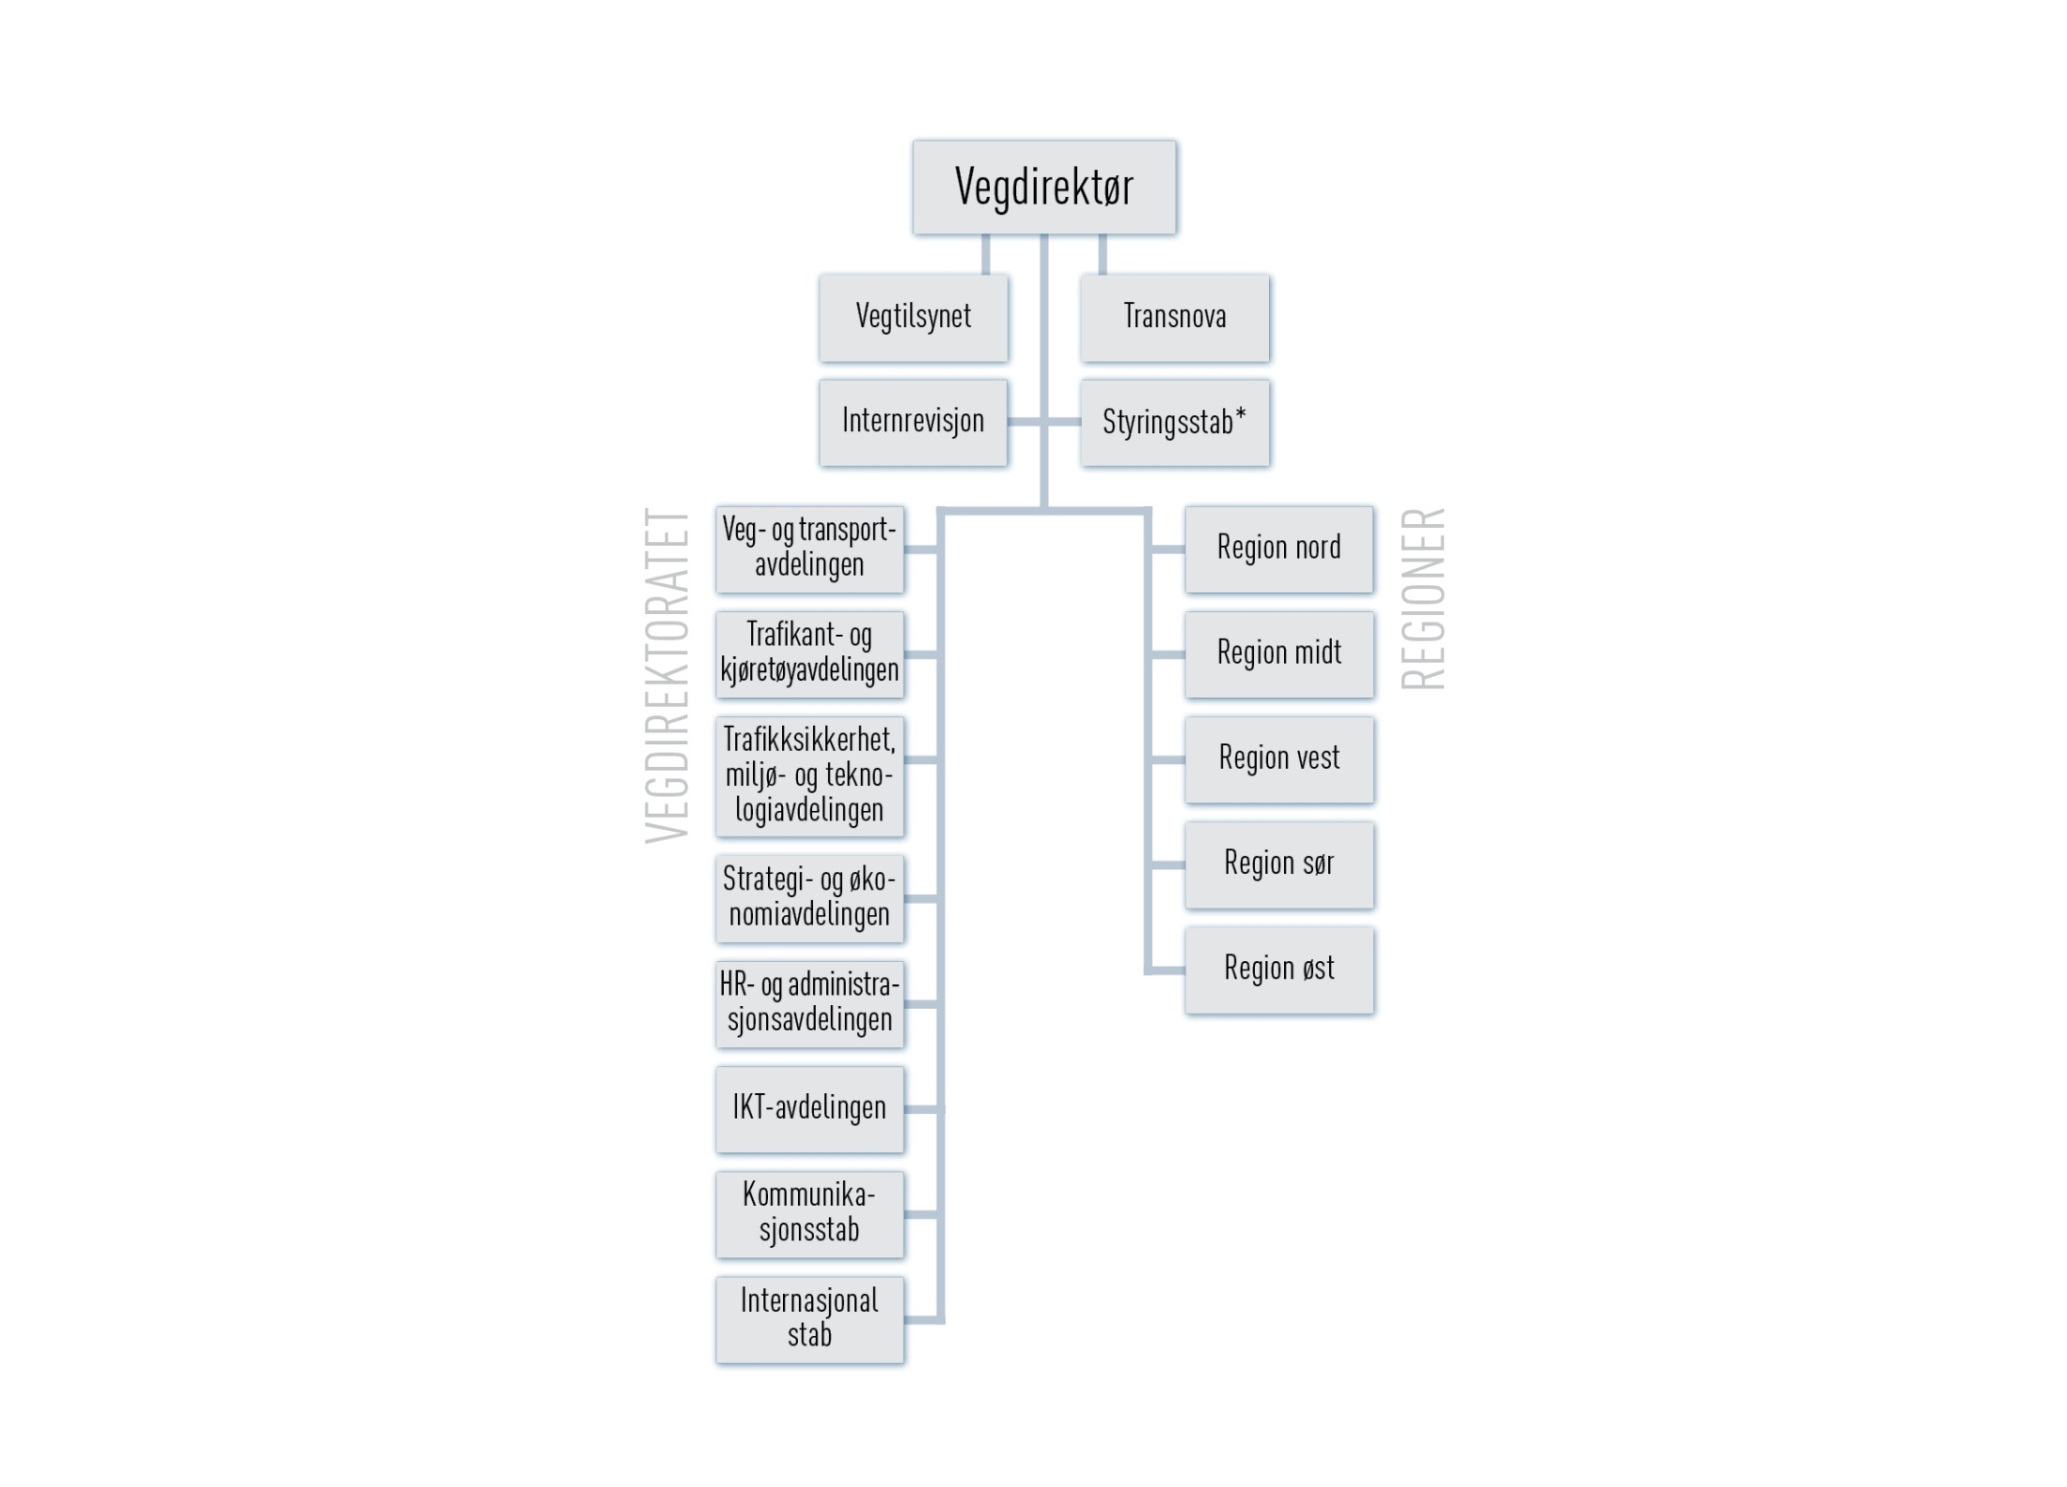 Vegdirektør
Vegtilsynet
Transnova
Internrevisjon
Styringsstab*
VEGDIREKTORATET
Veg- og transport-
avdelingen
Trafikant- og
kjøretøyavdelingen
Trafikksikkerhet,
miljø- og tekno-
logiavdelingen
Strategi- og øko-
nomiavdelingen
HR- og administra-
sjonsavdelingen
IKT-avdelingen
Kommunika-
sjonsstab
Internasjonal
stab
REGIONER
Region nord
Region midt
Region vest
Region sør
Region øst